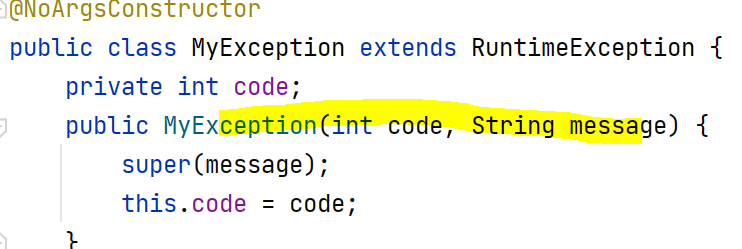 @NoArgsConstructor
public class MyException extends RuntimeException {
private int code;
public MyException(int code, String message) {
super(message);
this.code = code;
}